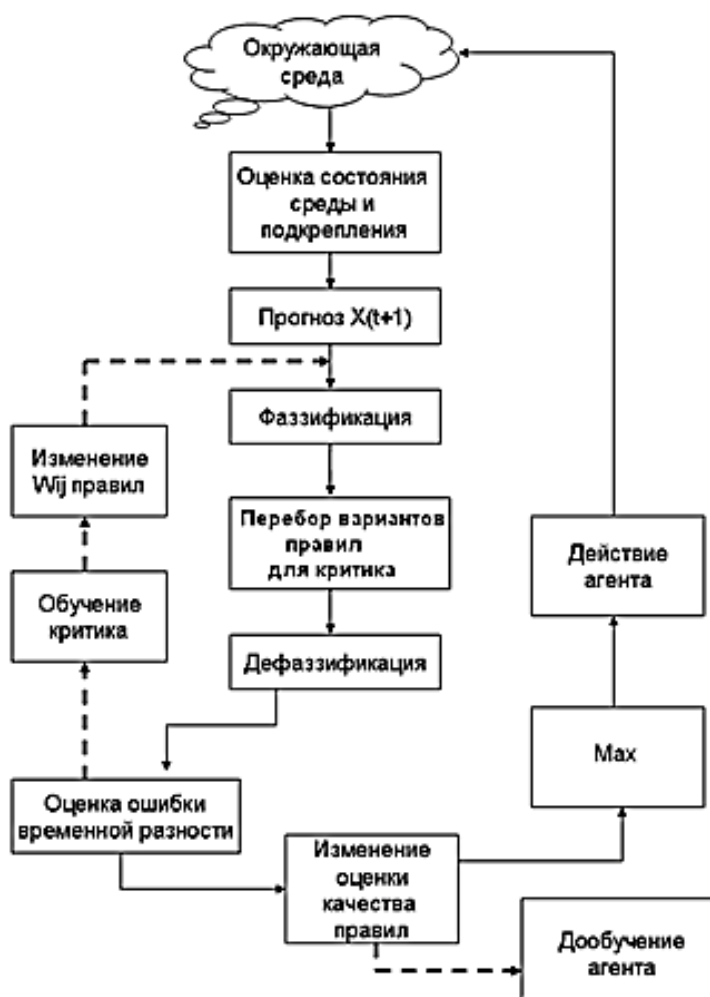 Окружающая
среда
Оценка состояния
среды и
подкрепления
Прогноз X(t+1)
Фаззификация
Изменение
Wij правил
Перебор вариантов
правил
для критика
Действие
агента
Обучение
критика
Дефаззификация
Max
Оценка ошибки
временной разности
Изменение
оценки
качества
правил
Дообучение
агента